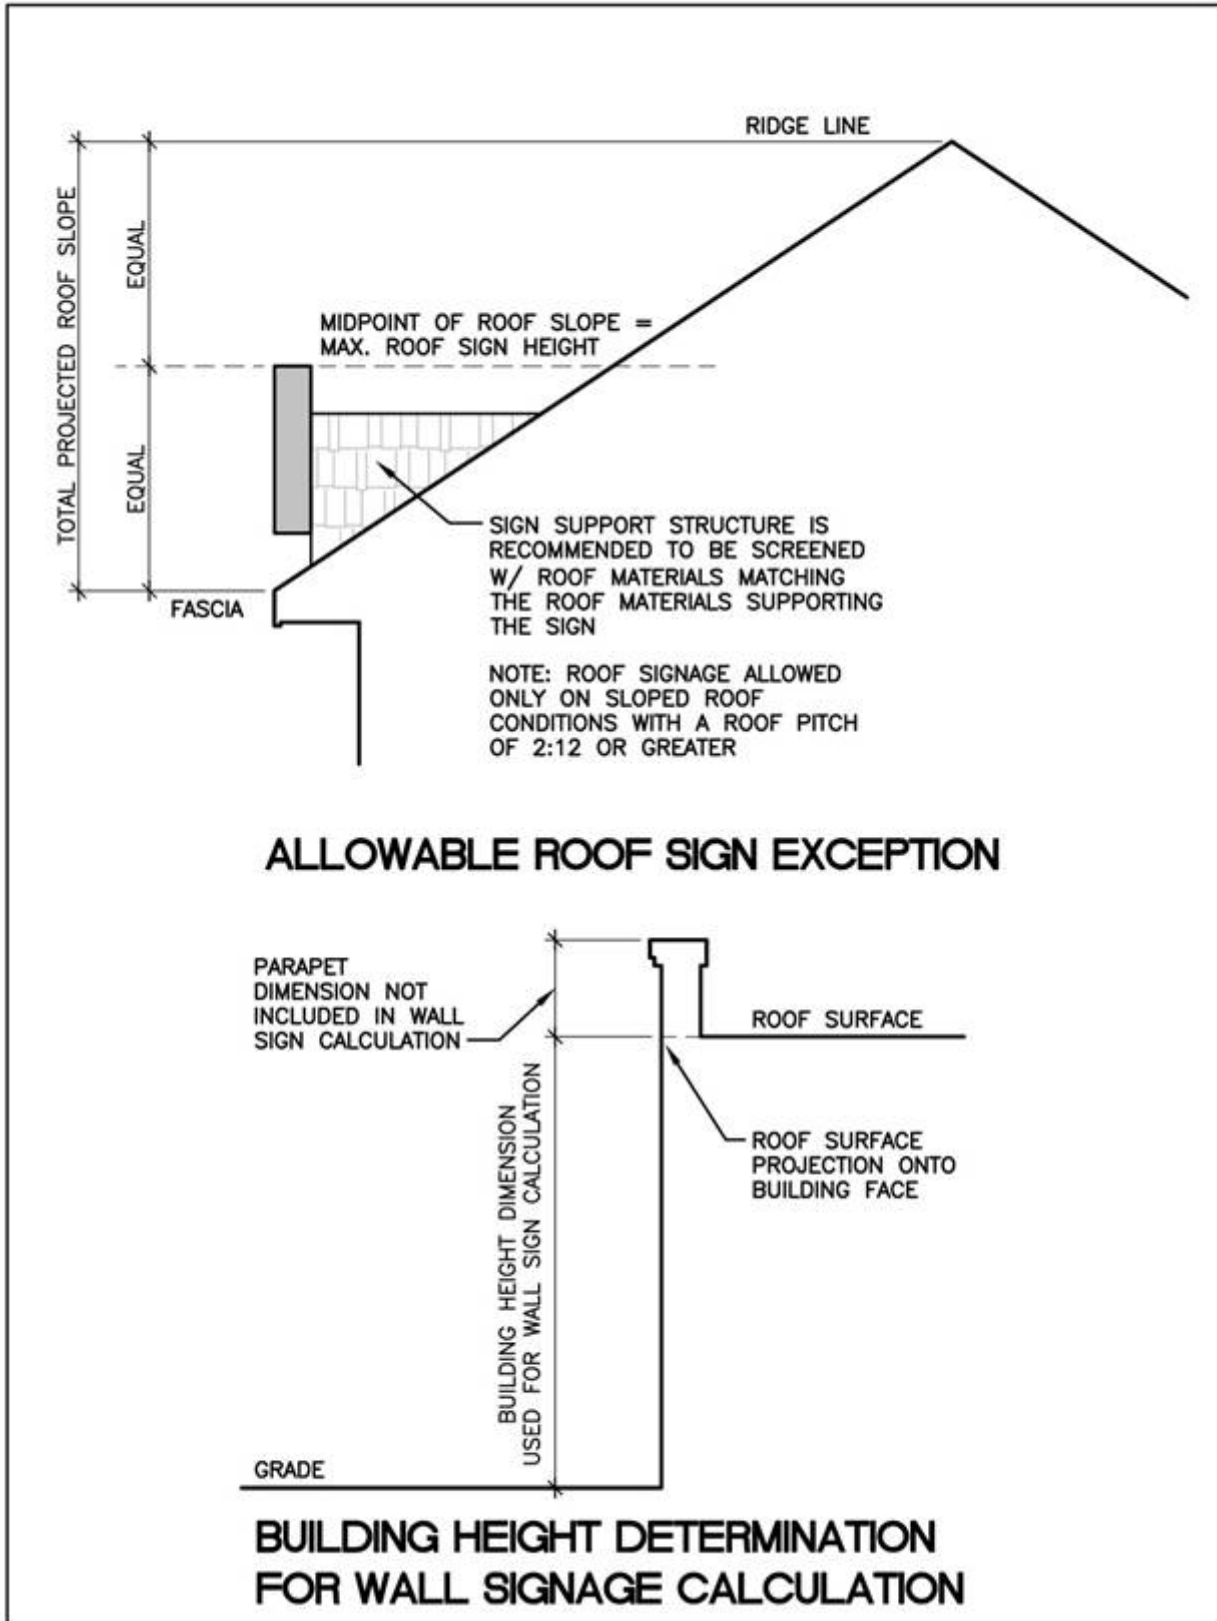 RIDGE LINE
TOTAL PROJECTED ROOF SLOPE
EQUAL
EQUAL
MIDPOINT OF ROOF SLOPE =
MAX. ROOF SIGN HEIGHT
FASCIA
SIGN SUPPORT STRUCTURE IS
RECOMMENDED TO BE SCREENED
W/ ROOF MATERIALS MATCHING
THE ROOF MATERIALS SUPPORTING
THE SIGN
NOTE: ROOF SIGNAGE ALLOWED
ONLY ON SLOPED ROOF
CONDITIONS WITH A ROOF PITCH
OF 2:12 OR GREATER
ALLOWABLE ROOF SIGN EXCEPTION
PARAPET
DIMENSION NOT
INCLUDED IN WALL
SIGN CALCULATION
ROOF SURFACE
BUILDING HEIGHT DIMENSION
USED FOR WALL SIGN CALCULATION
ROOF SURFACE
PROJECTION ONTO
BUILDING FACE
GRADE
BUILDING HEIGHT DETERMINATION
FOR WALL SIGNAGE CALCULATION